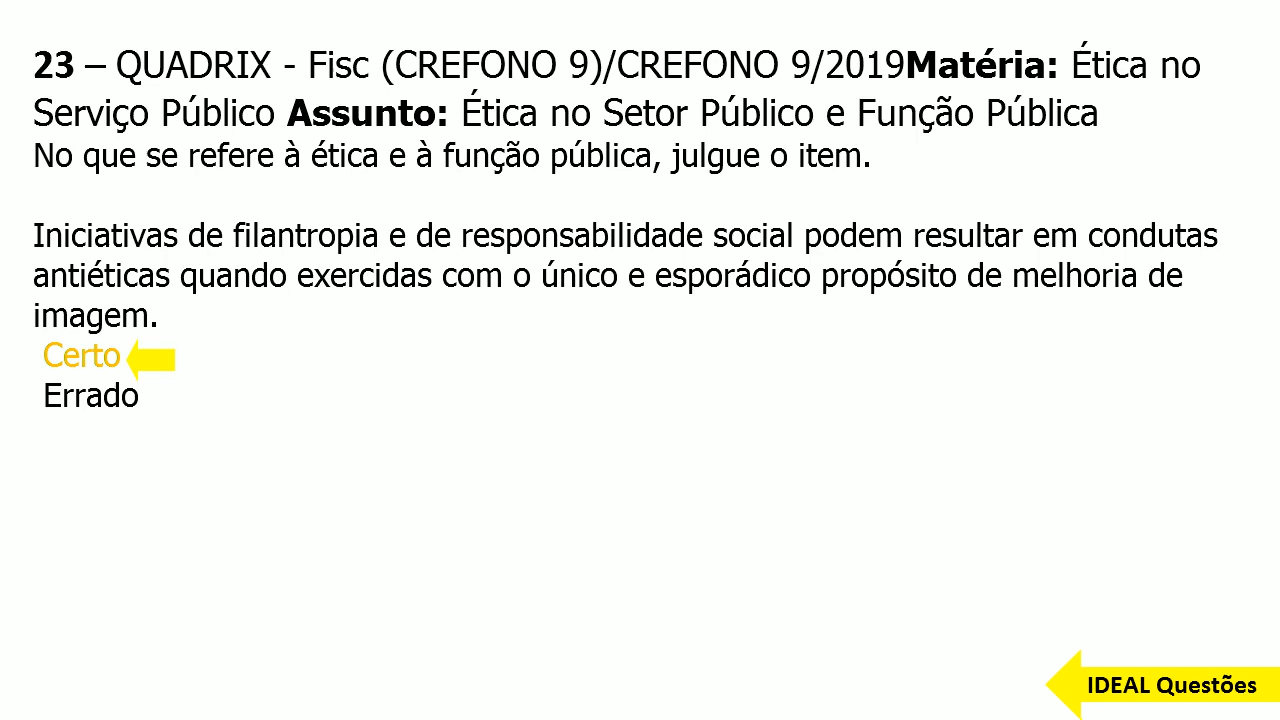 23 – QUADRIX - Fisc (CREFONO 9)/CREFONO 9/2019Matéria: Ética no
Serviço Público Assunto: Ética no Setor Público e Função Pública
No que se refere à ética e à função pública, julgue o item.
Iniciativas de filantropia e de responsabilidade social podem resultar em condutas
antiéticas quando exercidas com o único e esporádico propósito de melhoria de
imagem.
Certo
Errado
IDEAL Questões